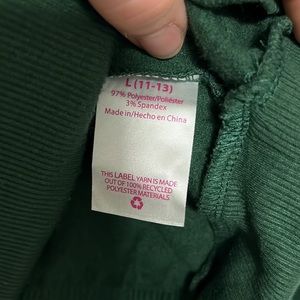 L (11-13)
97% Polyester/Poliéster
3% Spandex
Made in/Hecho en China
THIS LABEL YARN IS MADE
OUT OF 100% RECYCLED
POLYESTER MATERIALS